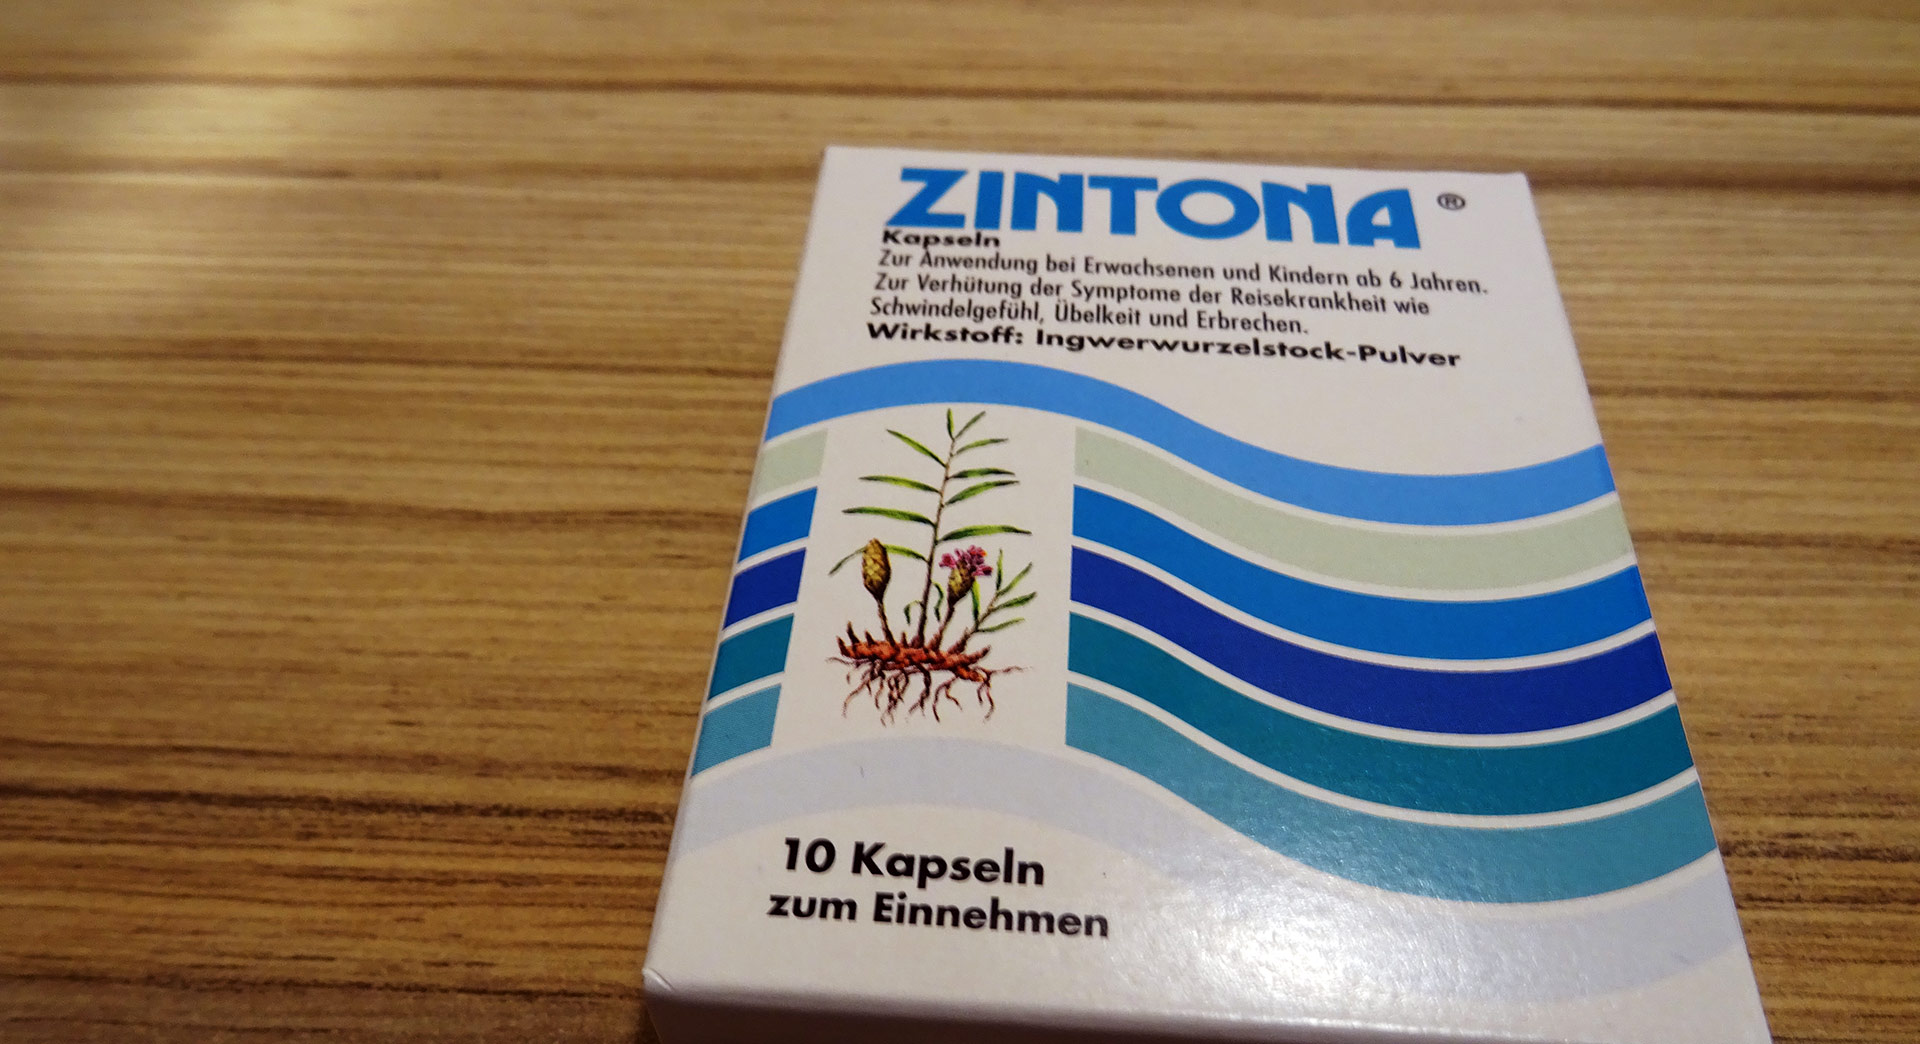 ZINTONA ®
Kapseln
Zur Anwendung bei Erwachsenen und Kindern ab 6 Jahren.
Zur Verhütung der Symptome der Reisekrankheit wie
Schwindelgefühl, Übelkeit und Erbrechen.
Wirkstoff: Ingwerwurzelstock-Pulver
10 Kapseln
zum Einnehmen